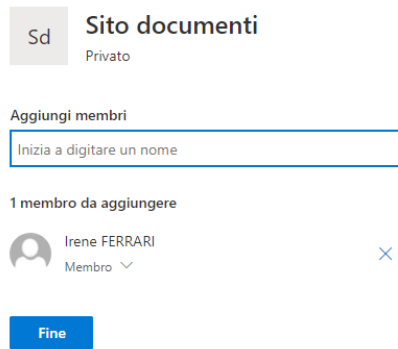 Sd
Sito documenti
Privato
Aggiungi membri
Inizia a digitare un nome
1 membro da aggiungere
Irene FERRARI
Membro
Fine